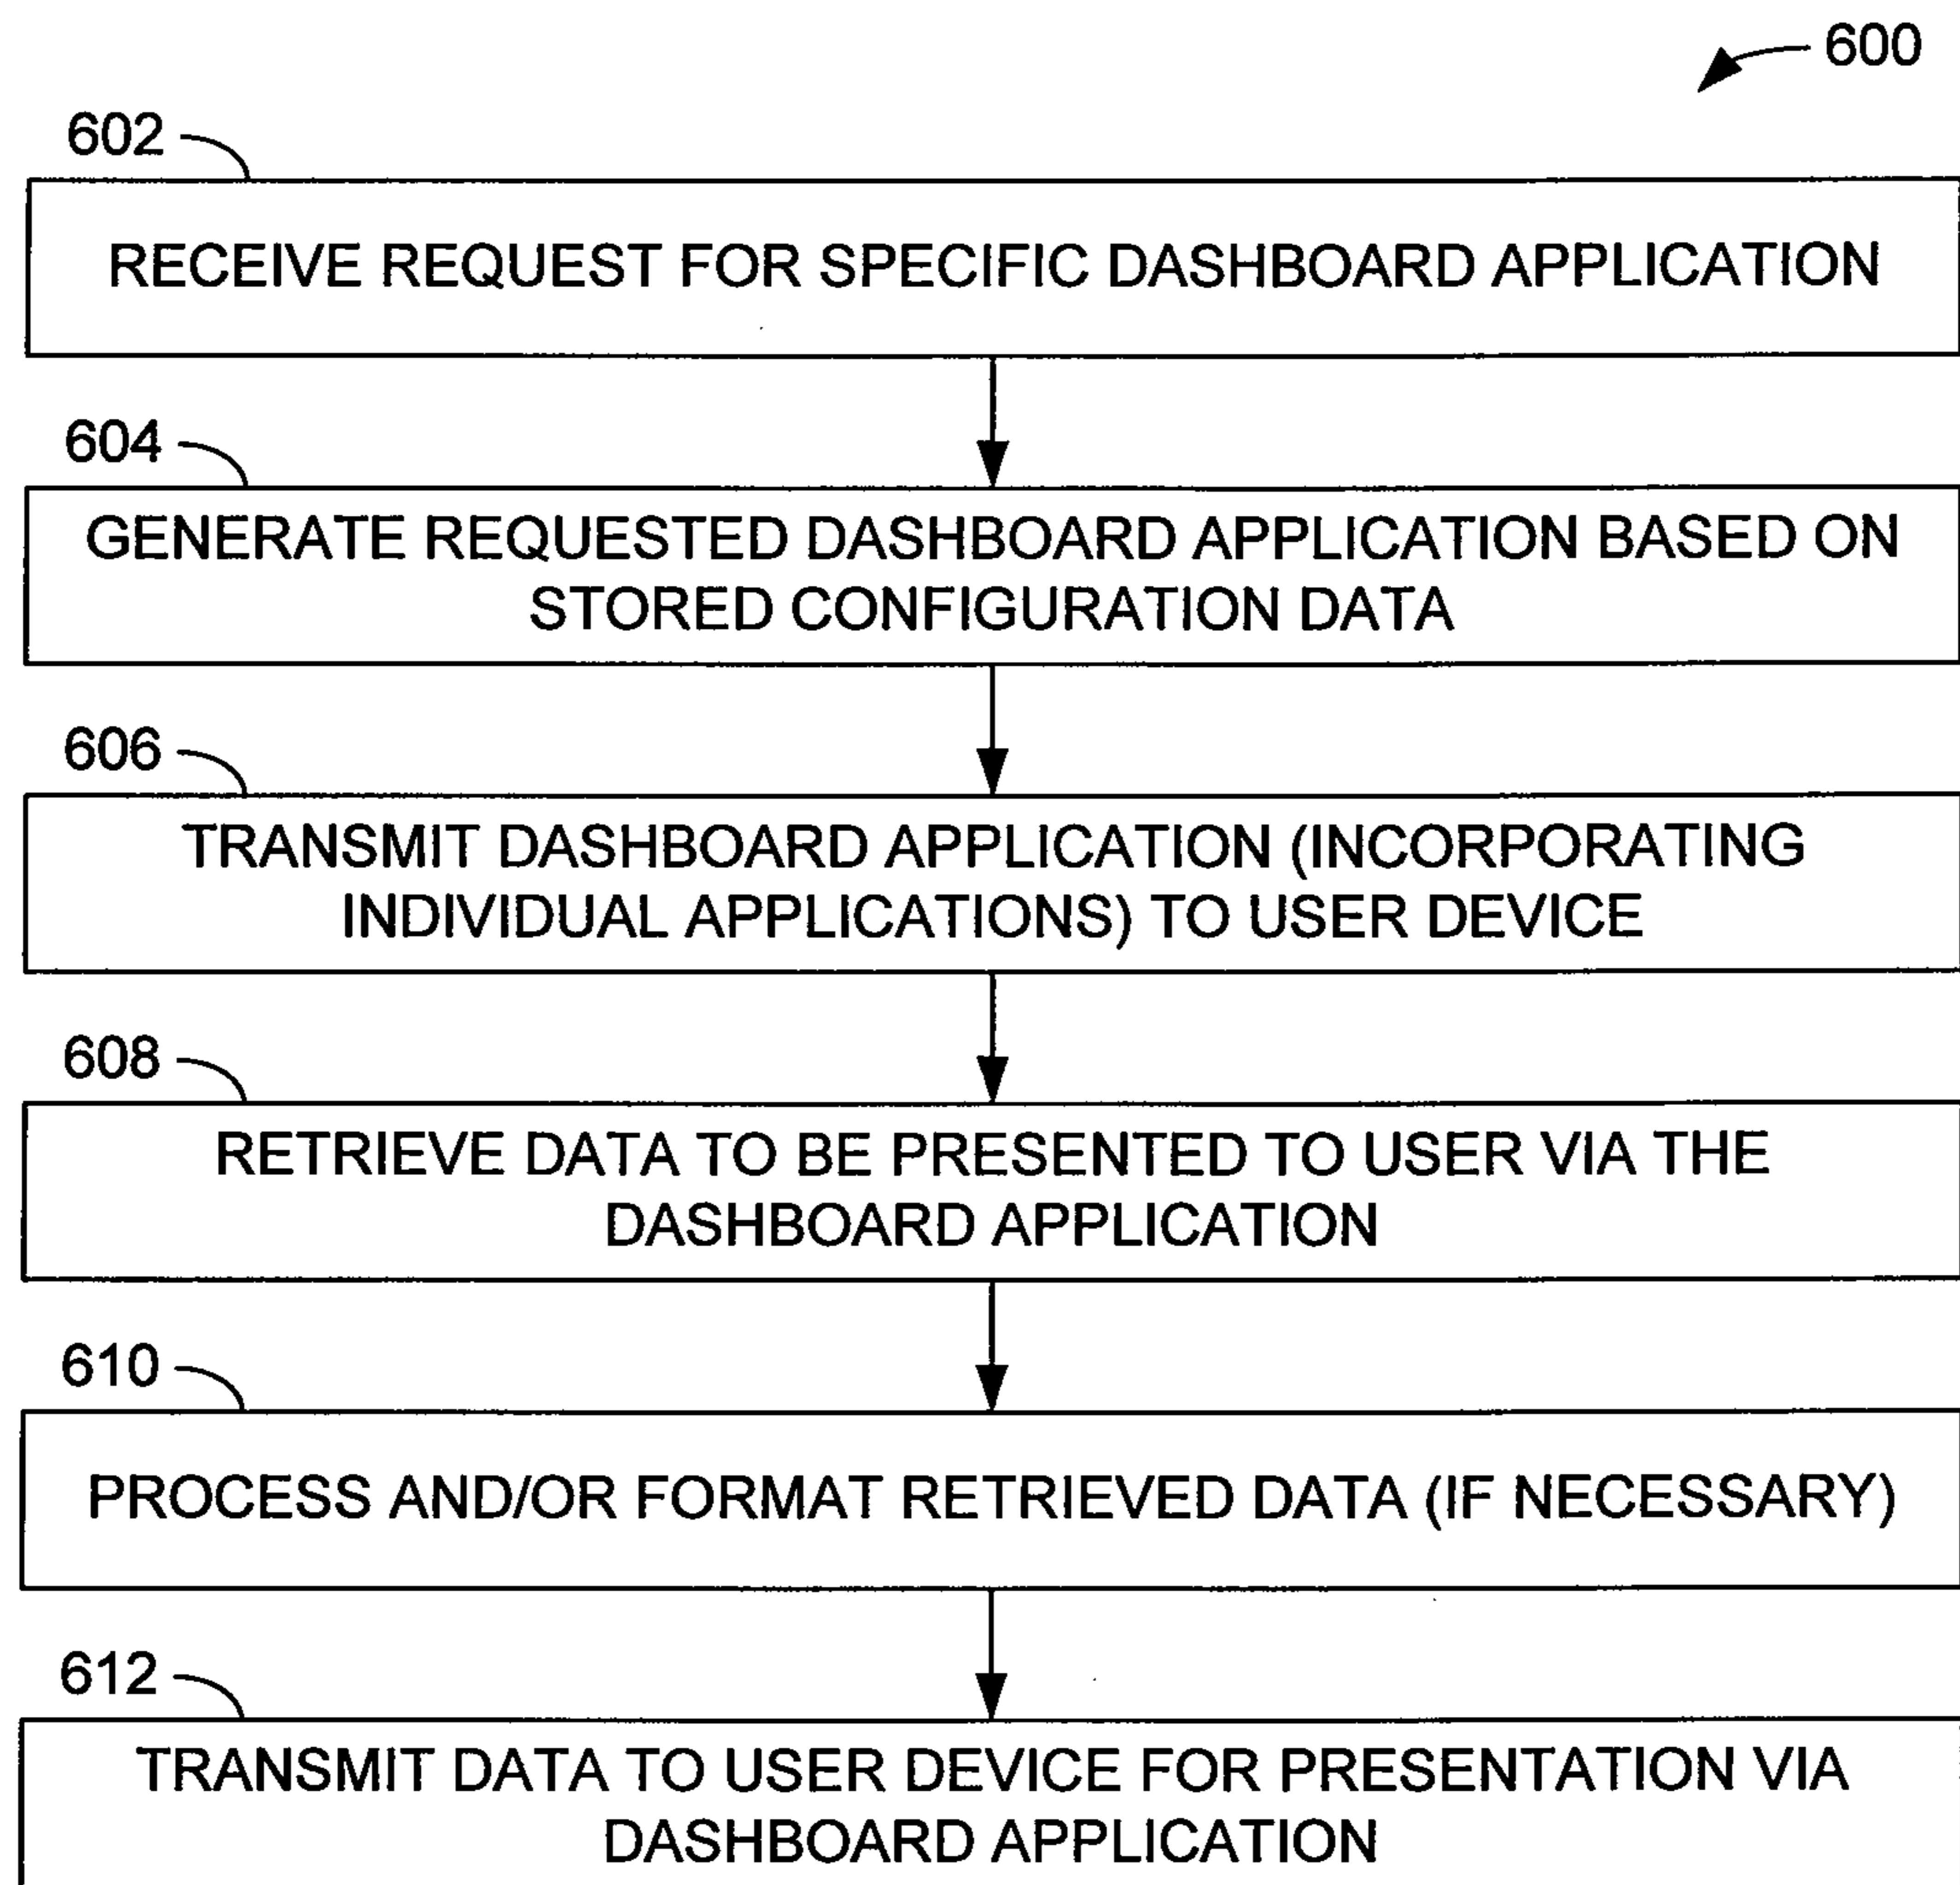 600
602
RECEIVE REQUEST FOR SPECIFIC DASHBOARD APPLICATION
604
GENERATE REQUESTED DASHBOARD APPLICATION BASED ON
STORED CONFIGURATION DATA
606
TRANSMIT DASHBOARD APPLICATION (INCORPORATING
INDIVIDUAL APPLICATIONS) TO USER DEVICE
608
RETRIEVE DATA TO BE PRESENTED TO USER VIA THE
DASHBOARD APPLICATION
610
PROCESS AND/OR FORMAT RETRIEVED DATA (IF NECESSARY)
612
TRANSMIT DATA TO USER DEVICE FOR PRESENTATION VIA
DASHBOARD APPLICATION